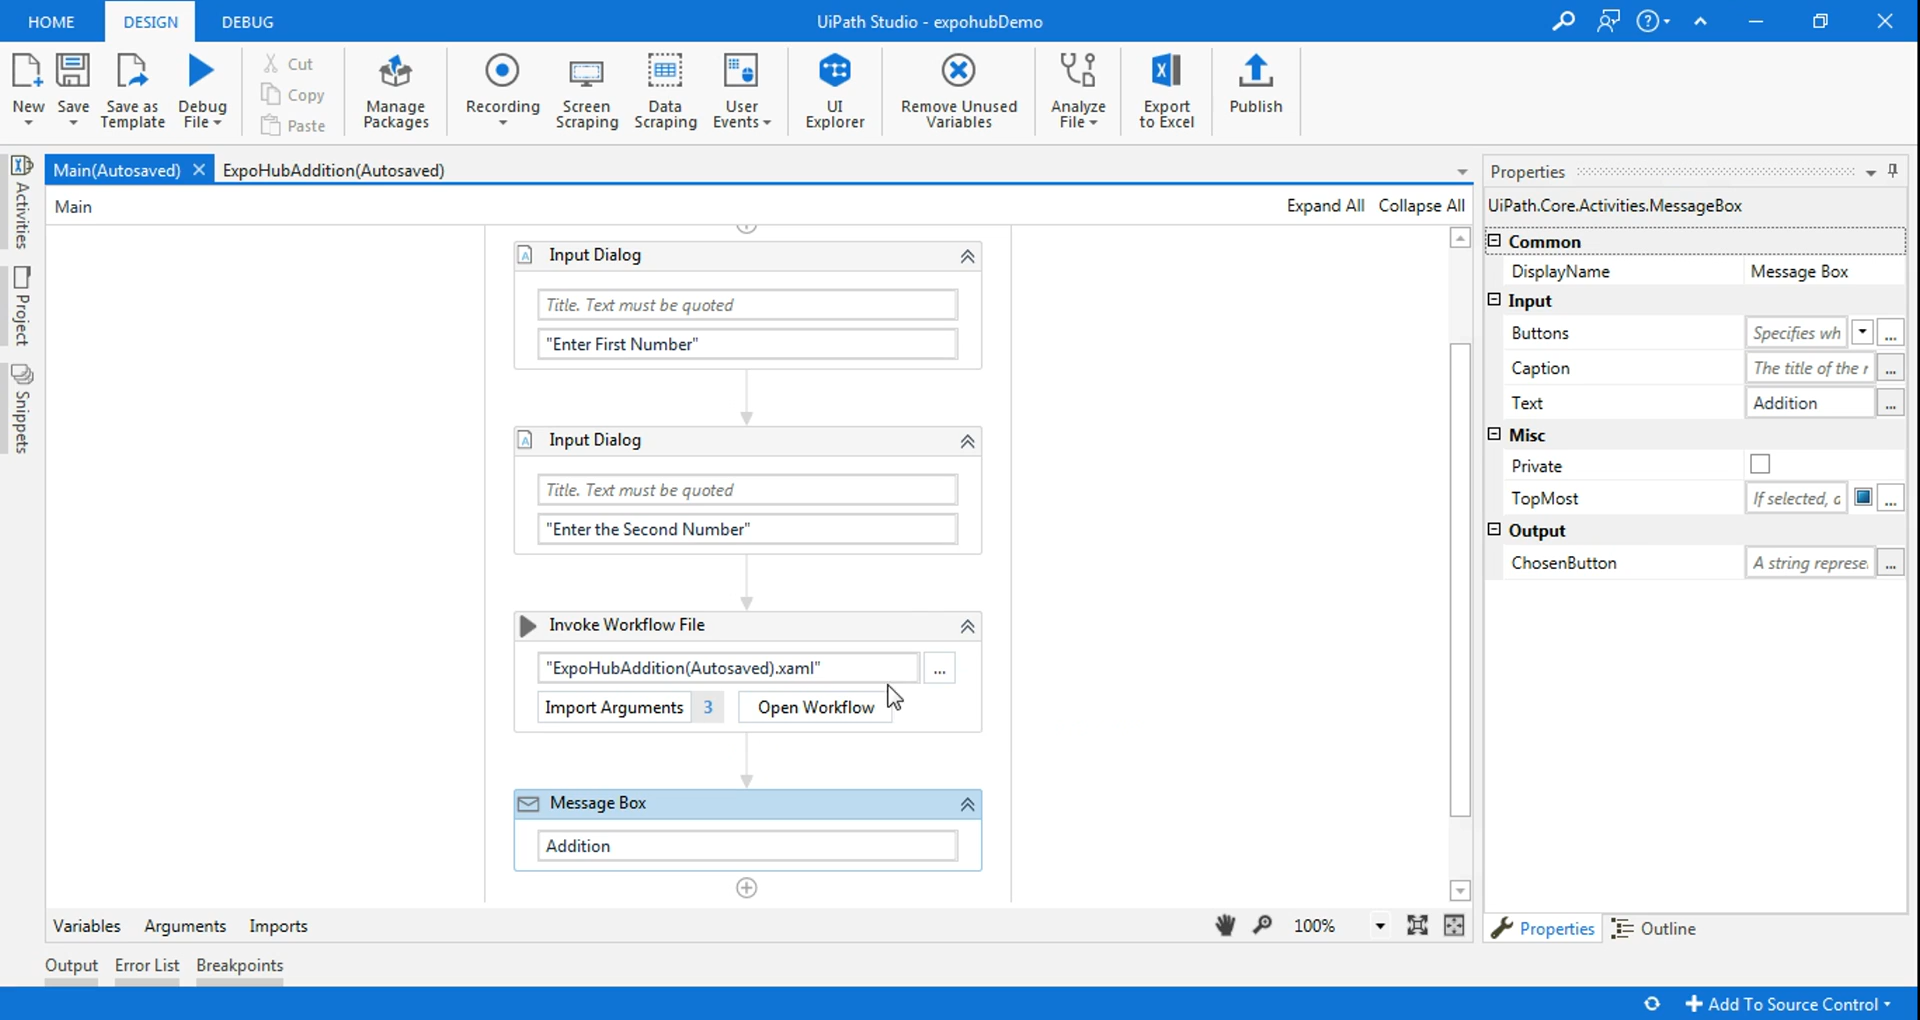 HOME DESIGN DEBUG UiPath Studio - expohubDemo
New Save Save as Template Debug File Cut Copy Paste Manage Packages Recording Screen Scraping Data Scraping User Events UI Explorer Remove Unused Variables Analyze File Export to Excel Publish
Activities
Project
Snippets
Main(Autosaved) ExpoHubAddition(Autosaved)
Main Expand All Collapse All
Input Dialog
Title. Text must be quoted
"Enter First Number"
Input Dialog
Title. Text must be quoted
"Enter the Second Number"
Invoke Workflow File
"ExpoHubAddition(Autosaved).xaml" ...
Import Arguments 3 Open Workflow
Message Box
Addition
Variables Arguments Imports 100%
Output Error List Breakpoints
Properties
UiPath.Core.Activities.MessageBox
Common
DisplayName Message Box
Input
Buttons Specifies wh ...
Caption The title of the r ...
Text Addition ...
Misc
Private
TopMost If selected, a ...
Output
ChosenButton A string represe. ...
Properties Outline
Add To Source Control